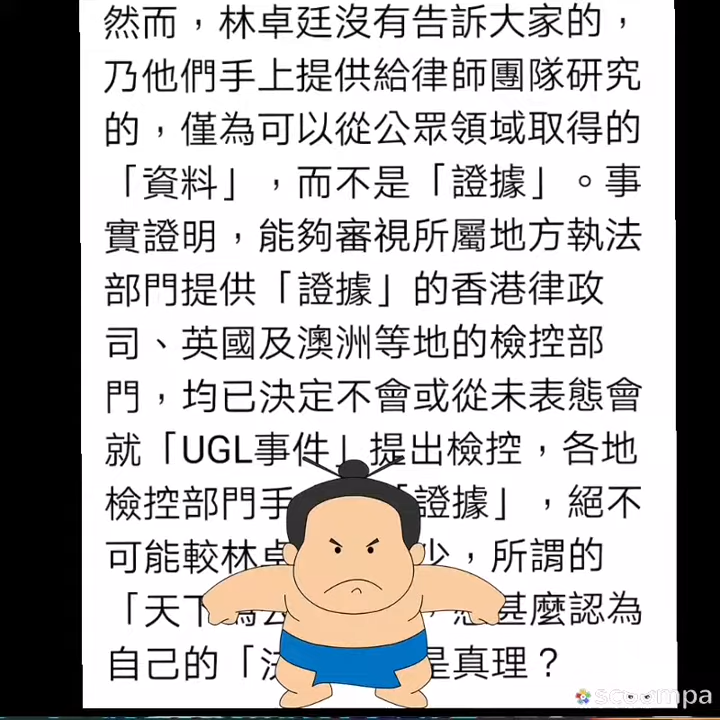 然而，林卓廷沒有告訴大家的，
乃他們手上提供給律師團隊研究
的，僅為可以從公眾領域取得的
「資料」，而不是「證據」。事
實證明，能夠審視所屬地方執法
部門提供「證據」的香港律政
司、英國及澳洲等地的檢控部
門，均已決定不會或從未表態會
就「UGL事件」提出檢控，各地
檢控部門手「證據」，絕不
可能較林卓少，所謂的
「天下為甚麼認為
自己的「是真理？